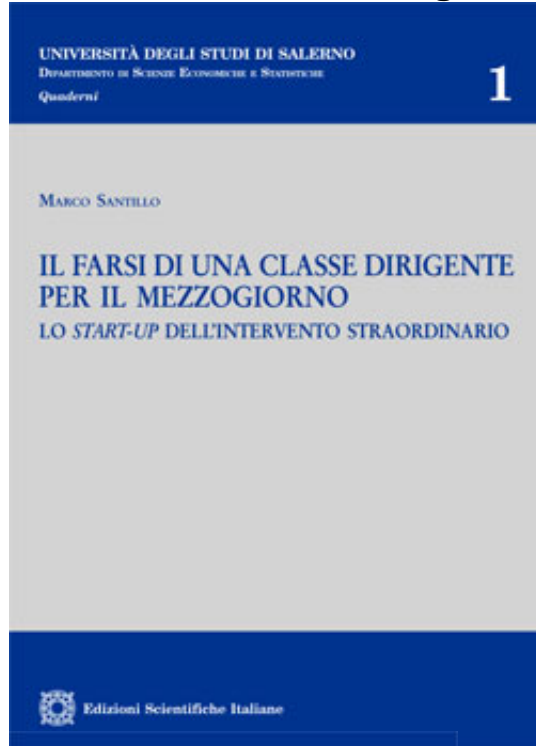 UNIVERSITÀ DEGLI STUDI DI SALERNO
DIPARTIMENTO DI SCIENZE ECONOMICHE E STATISTICHE
Quaderni
1
MARCO SANTILLO
IL FARSI DI UNA CLASSE DIRIGENTE
PER IL MEZZOGIORNO
LO START-UP DELL'INTERVENTO STRAORDINARIO
Edizioni Scientifiche Italiane